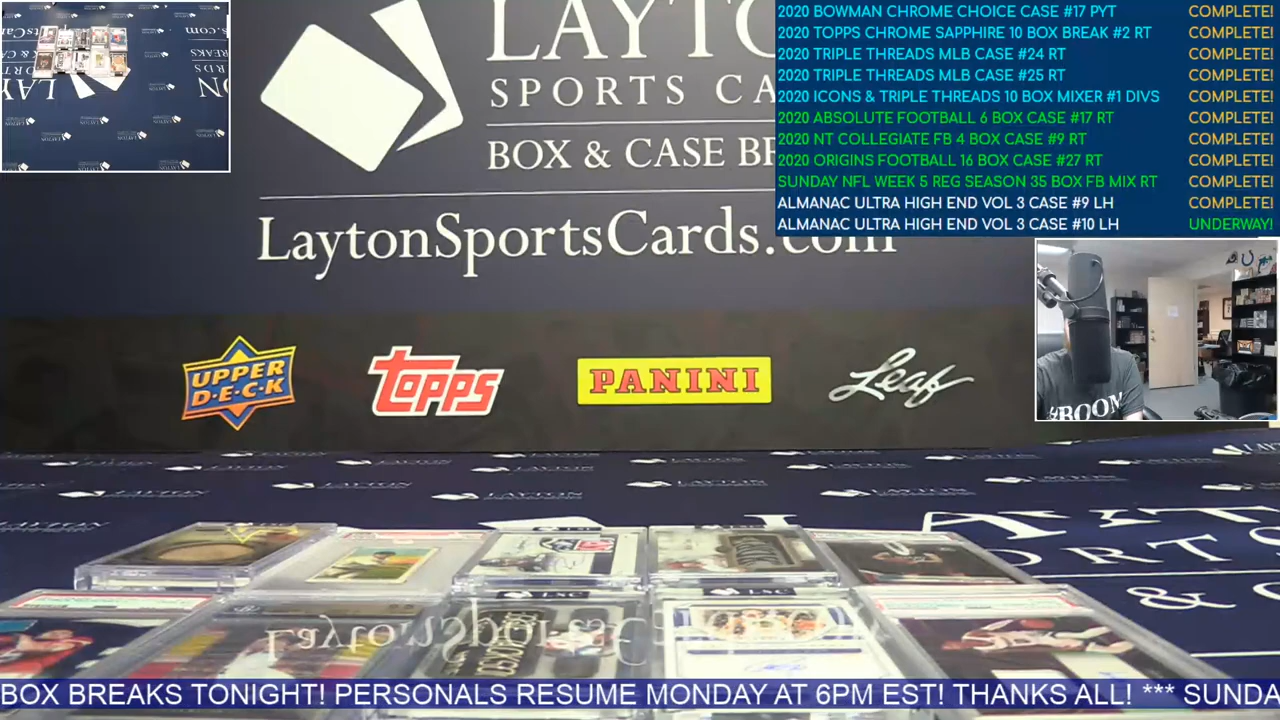 2020 BOWMAN CHROME CHOICE CASE #17 PYT COMPLETE!
2020 TOPPS CHROME SAPPHIRE 10 BOX BREAK #2 RT COMPLETE!
2020 TRIPLE THREADS MLB CASE #24 RT COMPLETE!
2020 TRIPLE THREADS MLB CASE #25 RT COMPLETE!
2020 ICONS & TRIPLE THREADS 10 BOX MIXER #1 DIVS COMPLETE!
2020 ABSOLUTE FOOTBALL 6 BOX CASE #17 RT COMPLETE!
2020 NT COLLEGIATE FB 4 BOX CASE #9 RT COMPLETE!
2020 ORIGINS FOOTBALL 16 BOX CASE #27 RT COMPLETE!
SUNDAY NFL WEEK 5 REG SEASON 35 BOX FB MIX RT COMPLETE!
ALMANAC ULTRA HIGH END VOL 3 CASE #9 LH COMPLETE!
ALMANAC ULTRA HIGH END VOL 3 CASE #10 LH UNDERWAY!
LAYTO
SPORTS CA
BOX & CASE BR
LaytonSportsCards.com
#BOOM
UPPER
D·E·C·K
topps
PANINI
Leaf
LAYTON
LSC
LSC
ORTS
& C
LaytonSportsC
BOX BREAKS TONIGHT! PERSONALS RESUME MONDAY AT 6PM EST! THANKS ALL! *** SUNDA